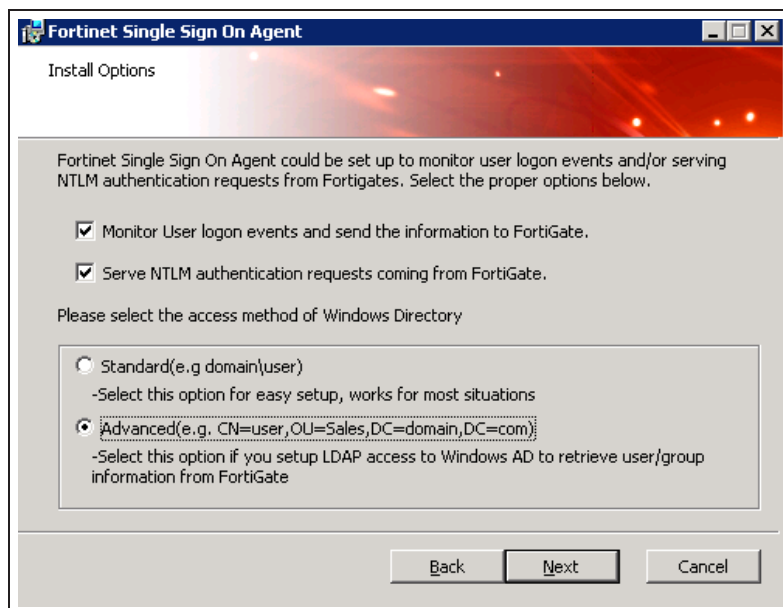 Fortinet Single Sign On Agent
Install Options
Fortinet Single Sign On Agent could be set up to monitor user logon events and/or serving
NTLM authentication requests from Fortigates. Select the proper options below.
Monitor User logon events and send the information to FortiGate.
Serve NTLM authentication requests coming from FortiGate.
Please select the access method of Windows Directory
Standard(e.g domain\user)
-Select this option for easy setup, works for most situations
Advanced(e.g. CN=user,OU=Sales,DC=domain,DC=com)
-Select this option if you setup LDAP access to Windows AD to retrieve user/group
information from FortiGate
Back Next Cancel